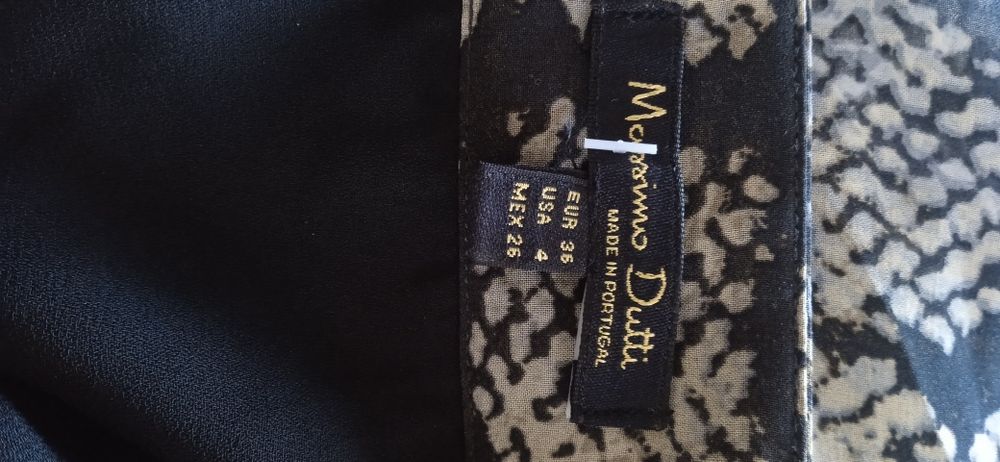 Massimo Dutti
MADE IN PORTUGAL
EUR 36
USA 4
MEX 26